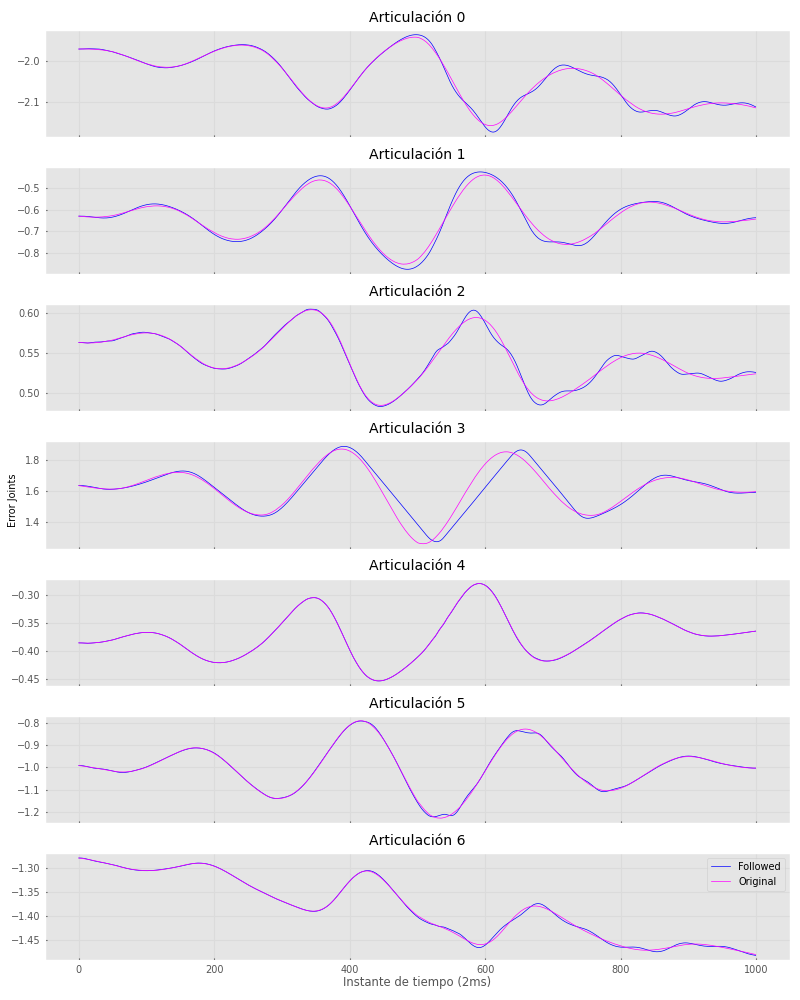 Articulación 0
−2.0
−2.1
Articulación 1
−0.5
−0.6
−0.7
−0.8
Articulación 2
0.60
0.55
0.50
Articulación 3
1.8
1.6
1.4
Error Joints
Articulación 4
−0.30
−0.35
−0.40
−0.45
Articulación 5
−0.8
−0.9
−1.0
−1.1
−1.2
Articulación 6
−1.30
−1.35
−1.40
−1.45
Followed
Original
0 200 400 600 800 1000
Instante de tiempo (2ms)